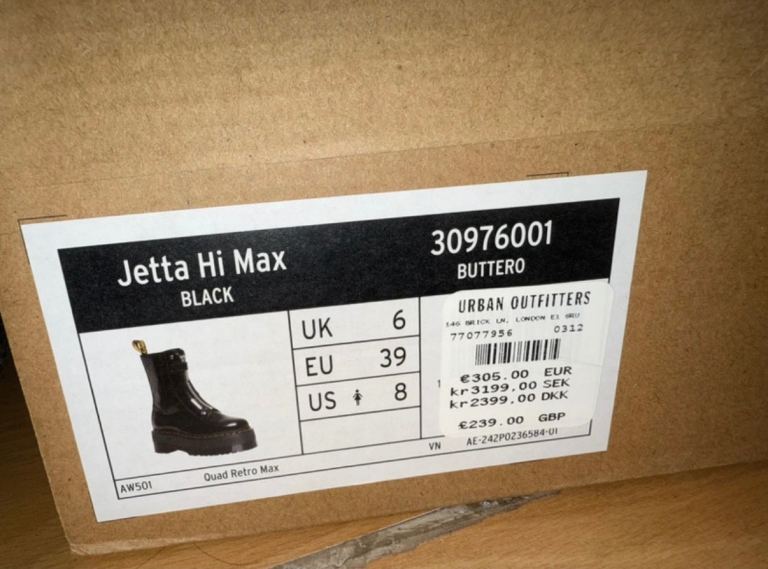 Jetta Hi Max
BLACK
30976001
BUTTERO
UK 6
EU 39
US 8
URBAN OUTFITTERS
146 BRICK LN, LONDON E1 6RU
77077956 0312
€305.00 EUR
kr3199.00 SEK
kr2399.00 DKK
£239.00 GBP
1
VN AE-242P0236584-01
AW501 Quad Retro Max